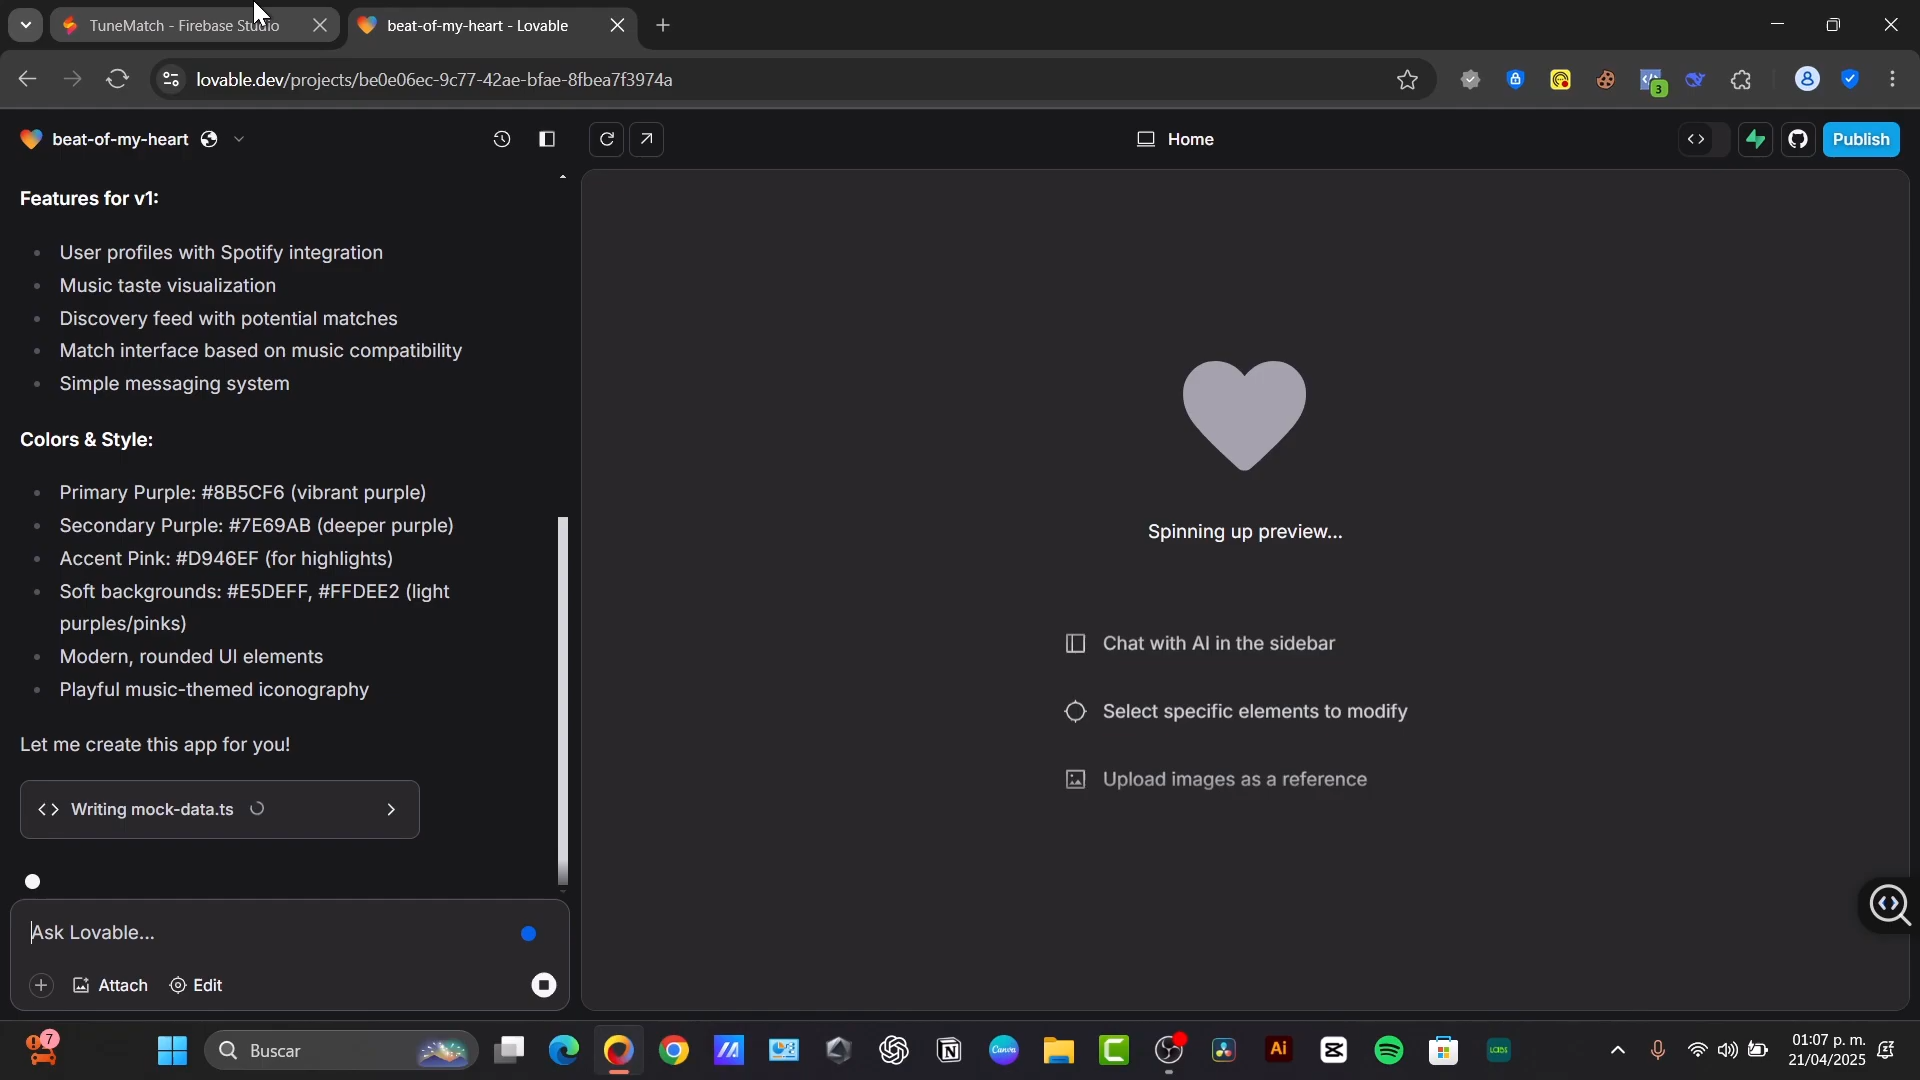 TuneMatch - Firebase Studio
beat-of-my-heart - Lovable
lovable.dev/projects/be0e06ec-9c77-42ae-bfae-8fbea7f3974a
3
beat-of-my-heart
Home
Publish
Features for v1:
User profiles with Spotify integration
Music taste visualization
Discovery feed with potential matches
Match interface based on music compatibility
Simple messaging system
Colors & Style:
Primary Purple: #8B5CF6 (vibrant purple)
Secondary Purple: #7E69AB (deeper purple)
Accent Pink: #D946EF (for highlights)
Soft backgrounds: #E5DEFF, #FFDEE2 (light
purples/pinks)
Modern, rounded UI elements
Playful music-themed iconography
Let me create this app for you!
Writing mock-data.ts
Ask Lovable...
Attach
Edit
Spinning up preview...
Chat with AI in the sidebar
Select specific elements to modify
Upload images as a reference
7
Buscar
Canva
Ai
LABS
01:07 p. m.
21/04/2025